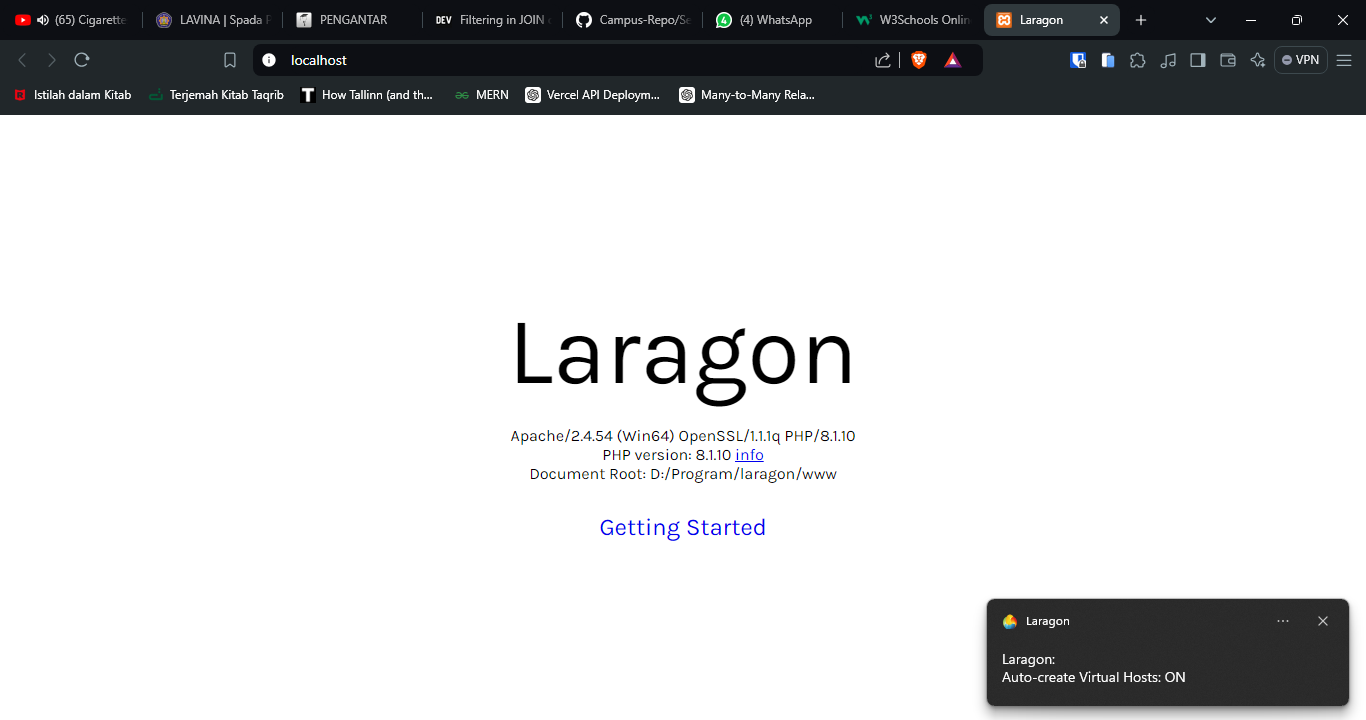 (65) Cigarette
LAVINA | Spada P
PENGANTAR
DEV Filtering in JOIN
Campus-Repo/Se
(4) WhatsApp
W3Schools Onlin
Laragon
localhost
VPN
Istilah dalam Kitab
Terjemah Kitab Taqrib
T How Tallinn (and th...
MERN
Vercel API Deploym...
Many-to-Many Rela...
Laragon
Apache/2.4.54 (Win64) OpenSSL/1.1.1q PHP/8.1.10
PHP version: 8.1.10 info
Document Root: D:/Program/laragon/www
Getting Started
Laragon
Laragon:
Auto-create Virtual Hosts: ON